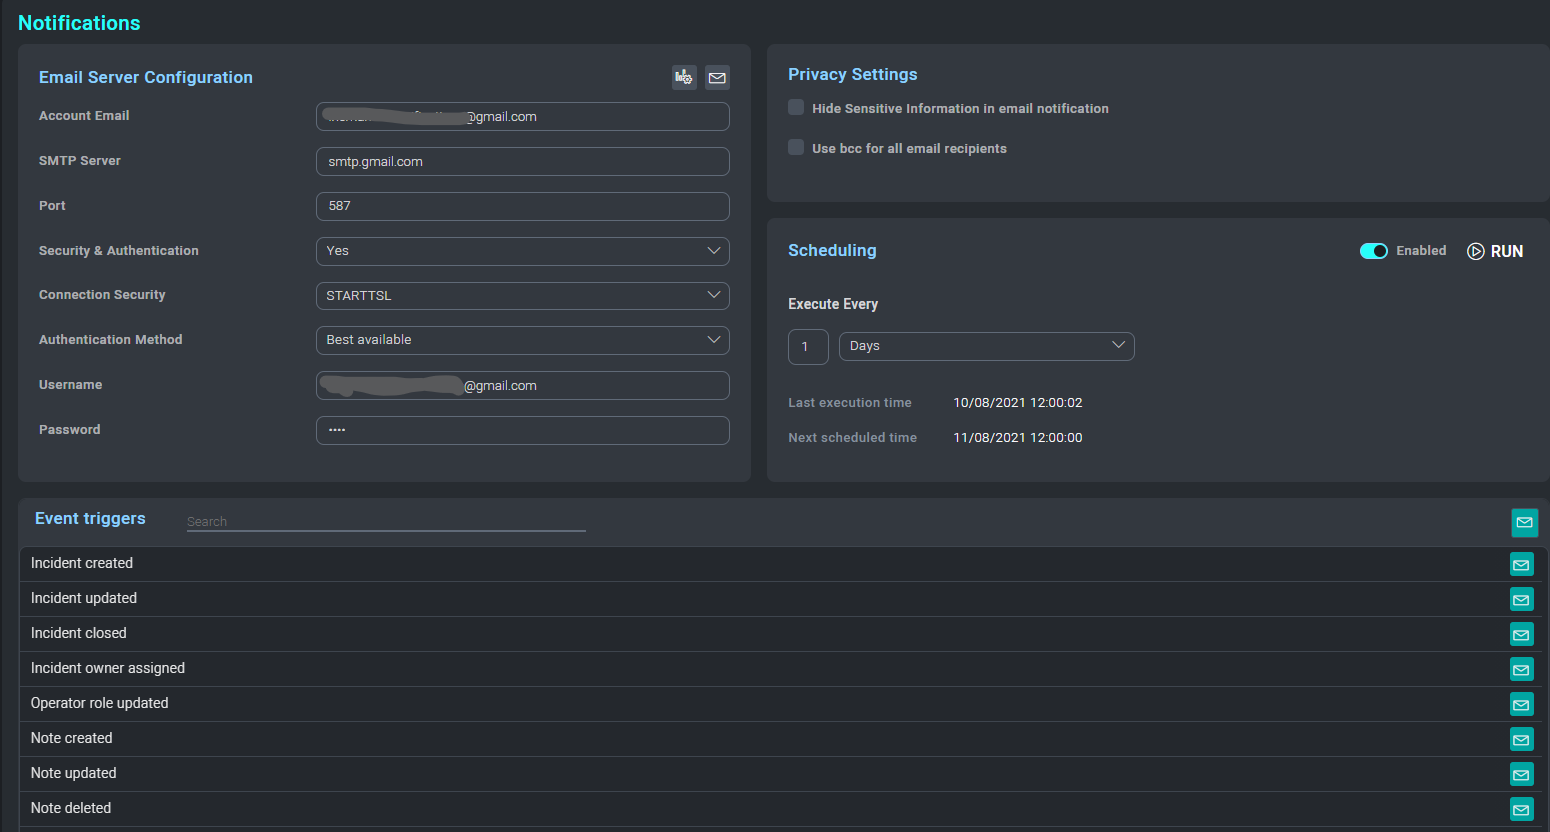 Notifications
Email Server Configuration
Account Email
@gmail.com
SMTP Server
smtp.gmail.com
Port
587
Security & Authentication
Yes
Connection Security
STARTTSL
Authentication Method
Best available
Username
@gmail.com
Password
····
Privacy Settings
Hide Sensitive Information in email notification
Use bcc for all email recipients
Scheduling
Enabled
RUN
Execute Every
1
Days
Last execution time
10/08/2021 12:00:02
Next scheduled time
11/08/2021 12:00:00
Event triggers
Search
Incident created
Incident updated
Incident closed
Incident owner assigned
Operator role updated
Note created
Note updated
Note deleted